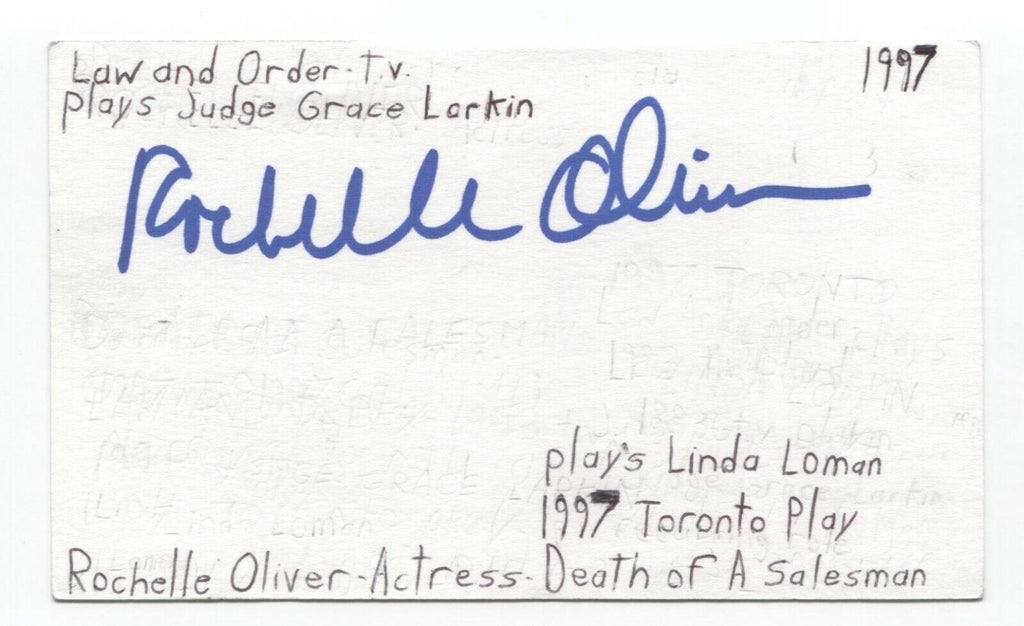 Law and Order-T.V. 1997
plays Judge Grace Larkin
Rochelle Oliver
play's Linda Loman
1997 Toronto Play
Rochelle Oliver-Actress-Death of A Salesman